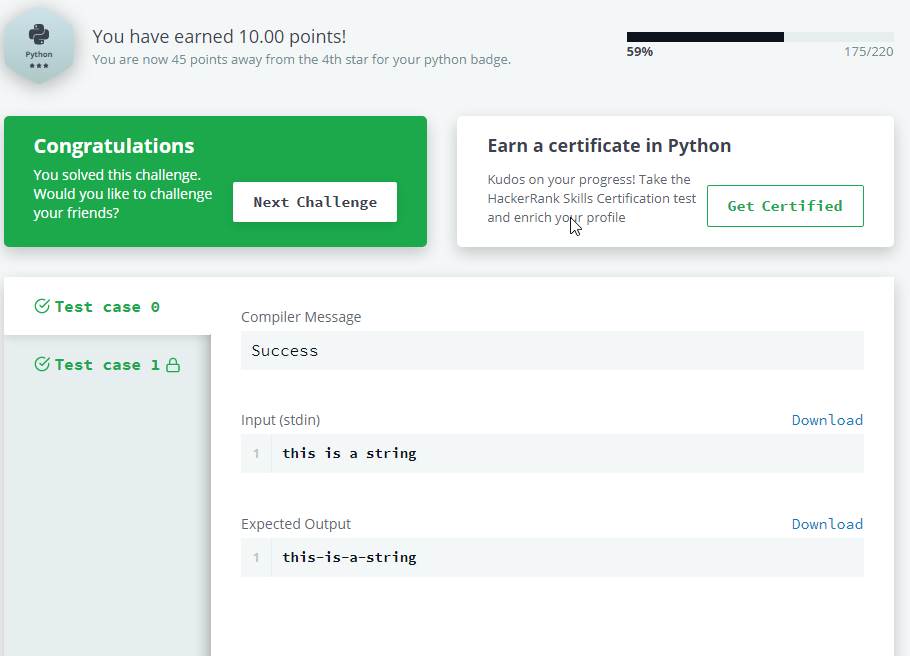 Python
You have earned 10.00 points!
You are now 45 points away from the 4th star for your python badge.
59%
175/220
Congratulations
You solved this challenge.
Would you like to challenge
your friends?
Next Challenge
Earn a certificate in Python
Kudos on your progress! Take the
HackerRank Skills Certification test
and enrich your profile
Get Certified
Test case 0
Test case 1
Compiler Message
Success
Input (stdin)
Download
1 this is a string
Expected Output
Download
1 this-is-a-string